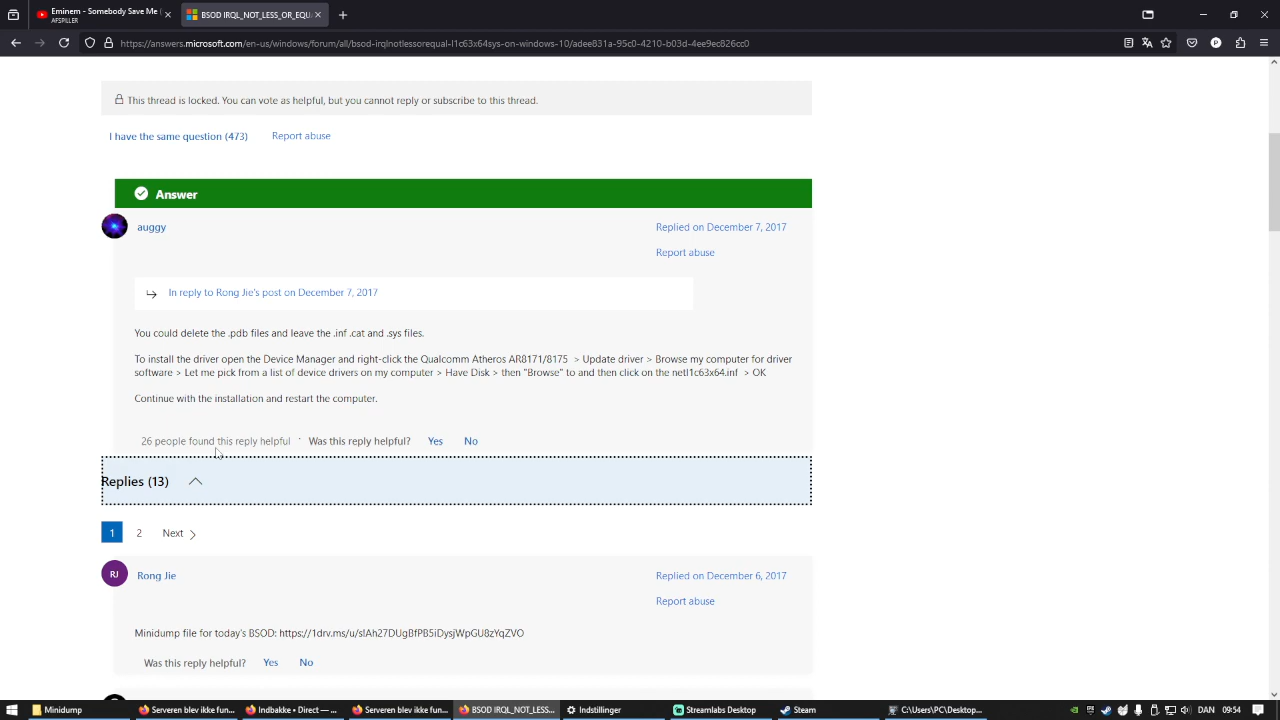 Eminem - Somebody Save Me (
AFSPILLER
BSOD IRQL_NOT_LESS_OR_EQU
https://answers.microsoft.com/en-us/windows/forum/all/bsod-irqlnotlessorequal-l1c63x64sys-on-windows-10/adee831a-95c0-4210-b03d-4ee9ec826cc0
This thread is locked. You can vote as helpful, but you cannot reply or subscribe to this thread.
I have the same question (473) Report abuse
Answer
auggy Replied on December 7, 2017
Report abuse
In reply to Rong Jie's post on December 7, 2017
You could delete the .pdb files and leave the .inf .cat and .sys files.
To install the driver open the Device Manager and right-click the Qualcomm Atheros AR8171/8175 > Update driver > Browse my computer for driver
software > Let me pick from a list of device drivers on my computer > Have Disk > then "Browse" to and then click on the netl1c63x64.inf > OK
Continue with the installation and restart the computer.
26 people found this reply helpful · Was this reply helpful? Yes No
Replies (13)
1 2 Next
RJ Rong Jie Replied on December 6, 2017
Report abuse
Minidump file for today's BSOD: https://1drv.ms/u/s!Ah27DUgBfPB5iDysjWpGU8zYqZVO
Was this reply helpful? Yes No
Minidump Serveren blev ikke fun... Indbakke • Direct — ... Serveren blev ikke fun... BSOD IRQL_NOT_LESS... Indstillinger Streamlabs Desktop Steam C:\Users\PC\Desktop... DAN 09:54